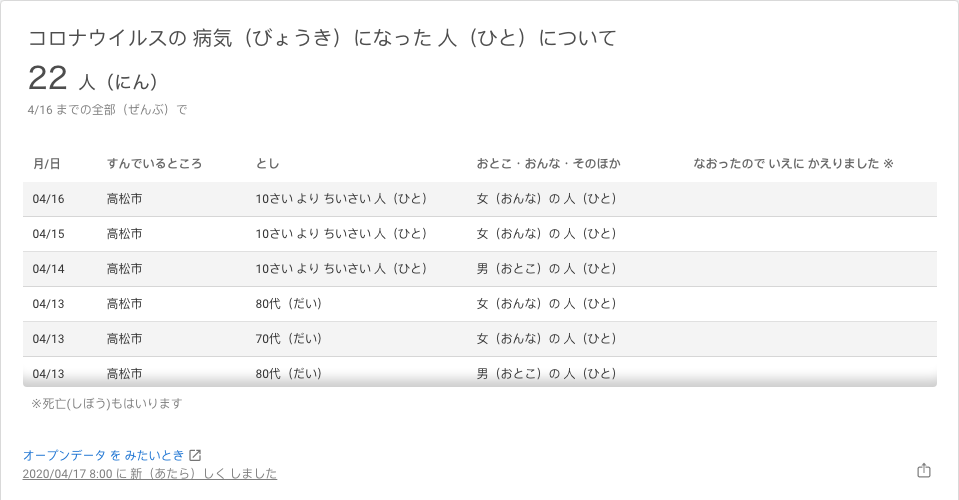 コロナウイルスの 病気（びょうき）になった 人（ひと）について
22 人（にん）
4/16 までの全部（ぜんぶ）で
月/日 すんでいるところ とし おとこ・おんな・そのほか なおったので いえに かえりました ※
04/16 高松市 10さい より ちいさい 人（ひと） 女（おんな）の 人（ひと）
04/15 高松市 10さい より ちいさい 人（ひと） 女（おんな）の 人（ひと）
04/14 高松市 10さい より ちいさい 人（ひと） 男（おとこ）の 人（ひと）
04/13 高松市 80代（だい） 女（おんな）の 人（ひと）
04/13 高松市 70代（だい） 女（おんな）の 人（ひと）
04/13 高松市 80代（だい） 男（おとこ）の 人（ひと）
※死亡(しぼう)もはいります
オープンデータ を みたいとき
2020/04/17 8:00 に 新（あたら）しく しました